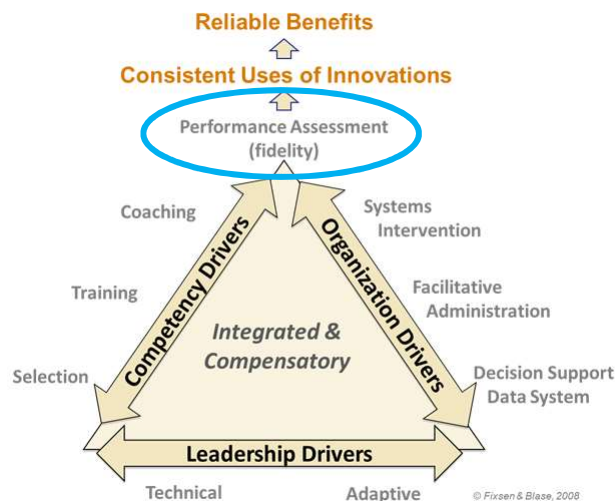 Reliable Benefits
Consistent Uses of Innovations
Performance Assessment
(fidelity)
Coaching
Training
Selection
Competency Drivers
Systems
Intervention
Facilitative
Administration
Decision Support
Data System
Organization Drivers
Integrated &
Compensatory
Leadership Drivers
Technical
Adaptive
© Fixsen & Blase, 2008